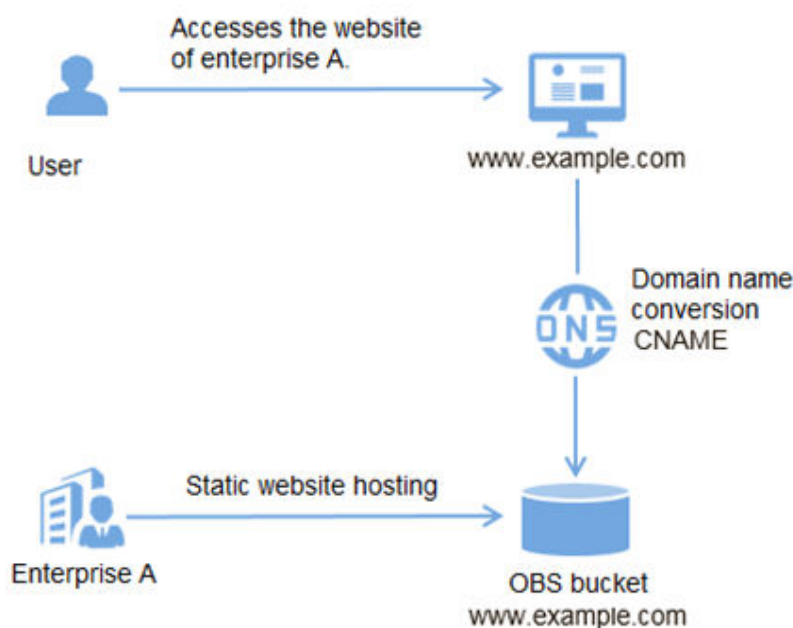 Accesses the website
of enterprise A.
User
www.example.com
Domain name
conversion
CNAME
DNS
Static website hosting
Enterprise A
OBS bucket
www.example.com